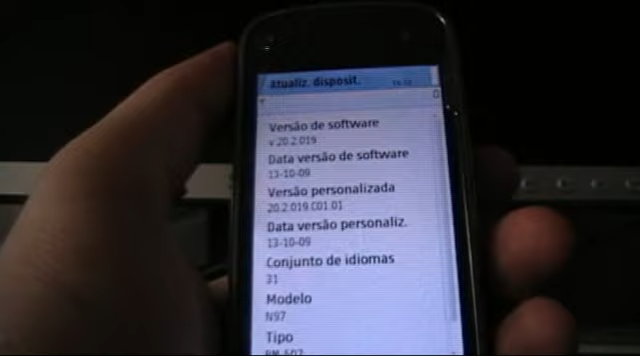 Atualiz. disposit.
Versão de software
v 20.2.019
Data versão de software
13-10-09
Versão personalizada
20.2.019.C01.01
Data versão personaliz.
13-10-09
Conjunto de idiomas
31
Modelo
N97
Tipo